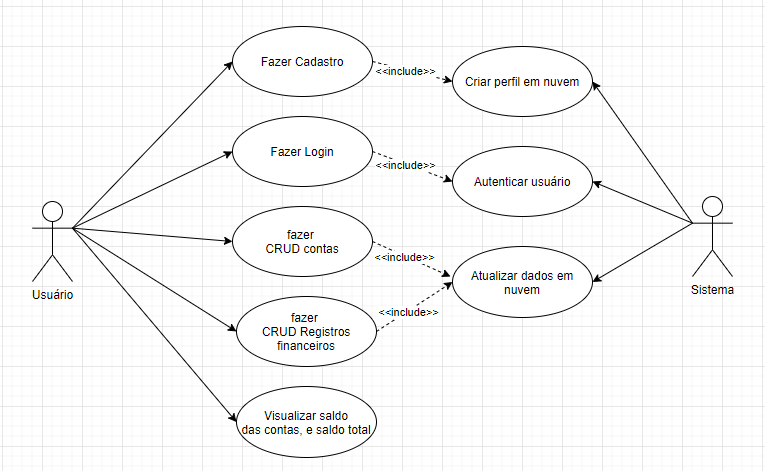 Fazer Cadastro
<<include>>
Criar perfil em nuvem
Fazer Login
<<include>>
Autenticar usuário
fazer
CRUD contas
<<include>>
Atualizar dados em
nuvem
Usuário
Sistema
fazer
CRUD Registros
financeiros
<<include>>
Visualizar saldo
das contas, e saldo total